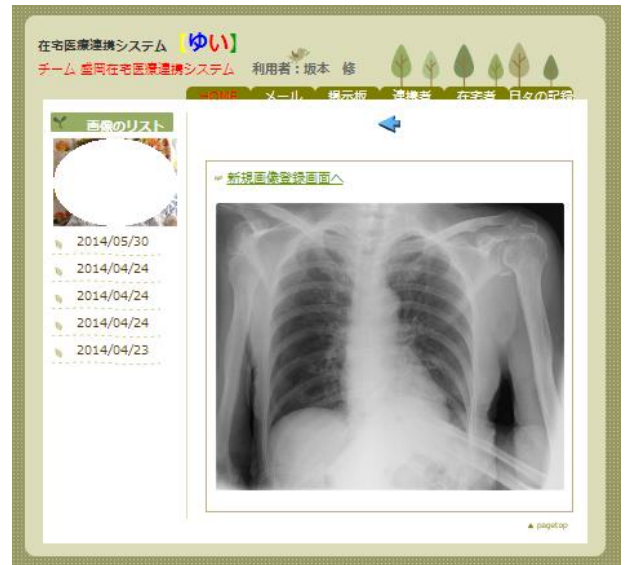 在宅医療連携システム 【ゆい】
チーム 盛岡在宅医療連携システム 利用者:坂本 修
HOME メール 掲示板 連携者 在宅者 日々の記録
画像のリスト
新規画像登録画面へ
2014/05/30
2014/04/24
2014/04/24
2014/04/24
2014/04/23
▲ pagetop